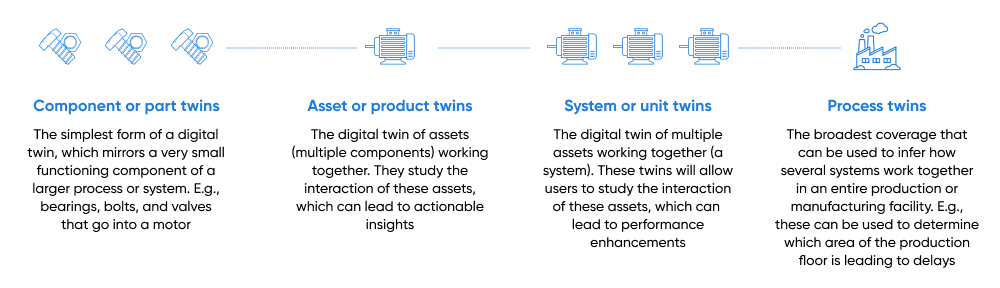 Component or part twins
The simplest form of a digital
twin, which mirrors a very small
functioning component of a
larger process or system. E.g.,
bearings, bolts, and valves
that go into a motor
Asset or product twins
The digital twin of assets
(multiple components) working
together. They study the
interaction of these assets,
which can lead to actionable
insights
System or unit twins
The digital twin of multiple
assets working together (a
system). These twins will allow
users to study the interaction
of these assets, which can
lead to performance
enhancements
Process twins
The broadest coverage that
can be used to infer how
several systems work together
in an entire production or
manufacturing facility. E.g.,
these can be used to determine
which area of the production
floor is leading to delays